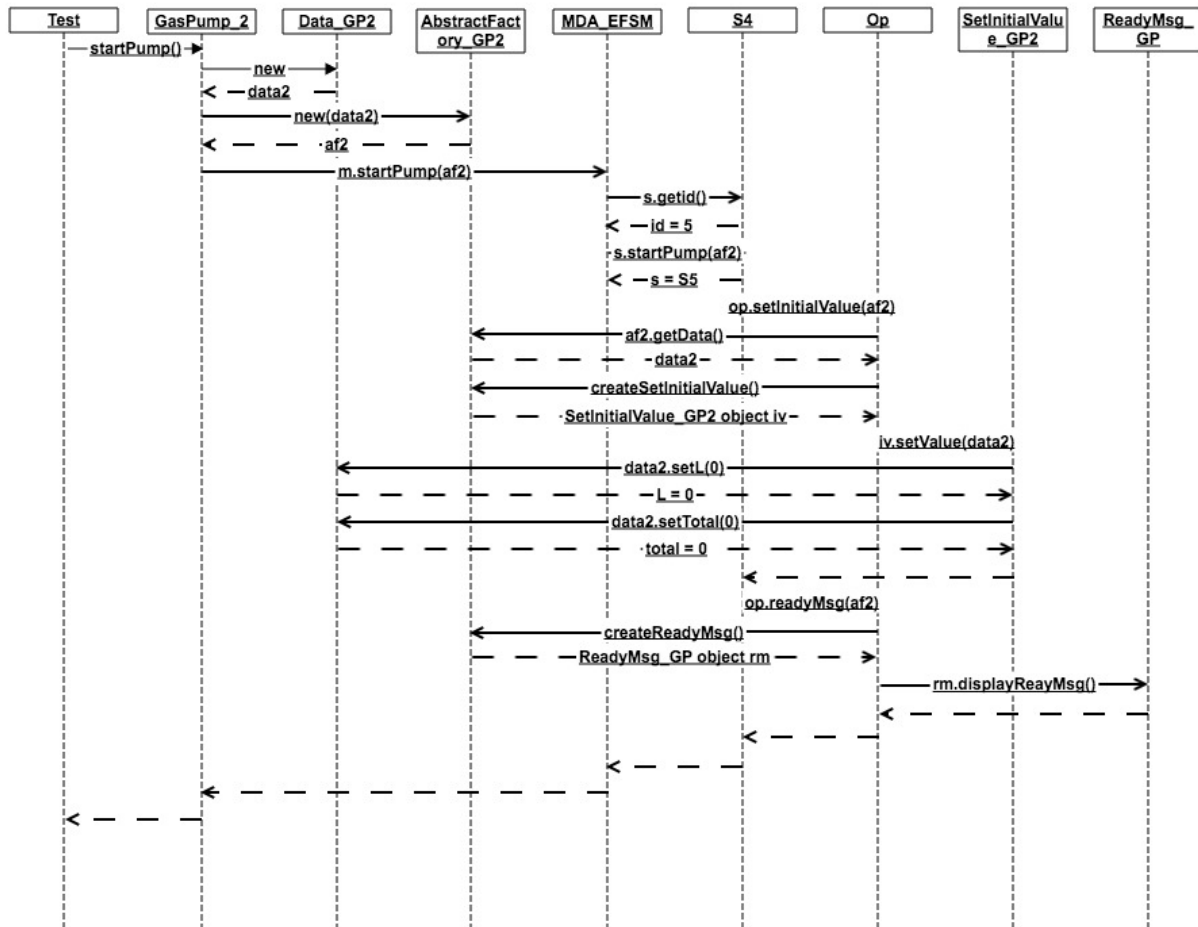 Test
GasPump_2
Data_GP2
AbstractFact
ory_GP2
MDA_EFSM
S4
Op
SetInitialValu
e_GP2
ReadyMsg_
GP
startPump()
new
data2
new(data2)
af2
m.startPump(af2)
s.getid()
id = 5
s.startPump(af2)
s = S5
op.setInitialValue(af2)
af2.getData()
data2
createSetInitialValue()
SetInitialValue_GP2 object iv
iv.setValue(data2)
data2.setL(0)
L = 0
data2.setTotal(0)
total = 0
op.readyMsg(af2)
createReadyMsg()
ReadyMsg_GP object rm
rm.displayReayMsg()